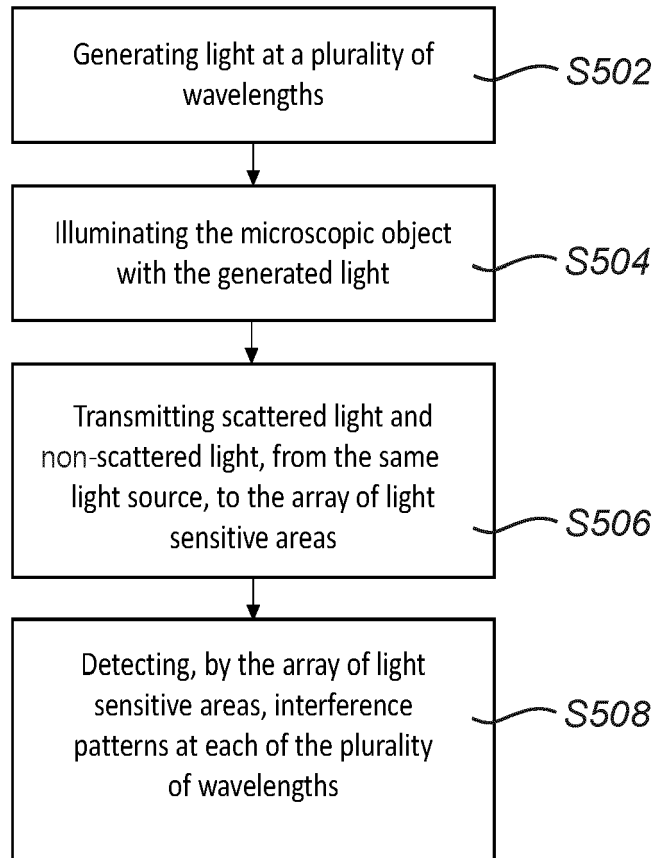 Generating light at a plurality of
wavelengths
S502
Illuminating the microscopic object
with the generated light
S504
Transmitting scattered light and
non-scattered light, from the same
light source, to the array of light
sensitive areas
S506
Detecting, by the array of light
sensitive areas, interference
patterns at each of the plurality
of wavelengths
S508